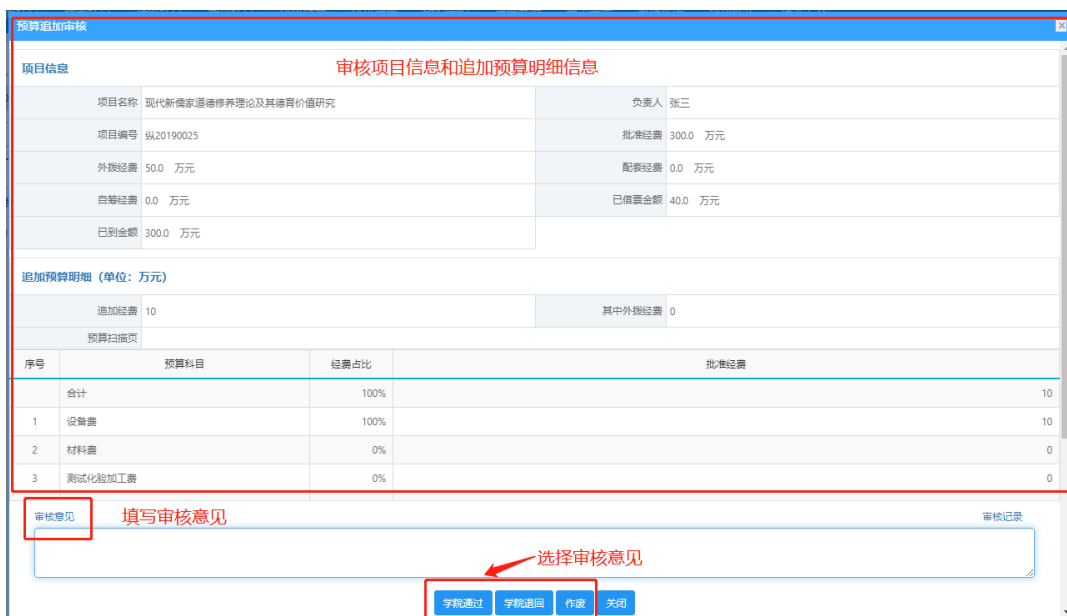 预算追加审核
项目信息
审核项目信息和追加预算明细信息
项目名称 现代新儒家道德修养理论及其德育价值研究 负责人 张三
项目编号 纵20190025 批准经费 300.0 万元
外拨经费 50.0 万元 配套经费 0.0 万元
自筹经费 0.0 万元 已借票金额 40.0 万元
已到金额 300.0 万元
追加预算明细（单位：万元）
追加经费 10 其中外拨经费 0
预算扫描页
序号 预算科目 经费占比 批准经费
合计 100% 10
1 设备费 100% 10
2 材料费 0% 0
3 测试化验加工费 0% 0
审核意见 填写审核意见 审核记录
选择审核意见
学院通过 学院退回 作废 关闭